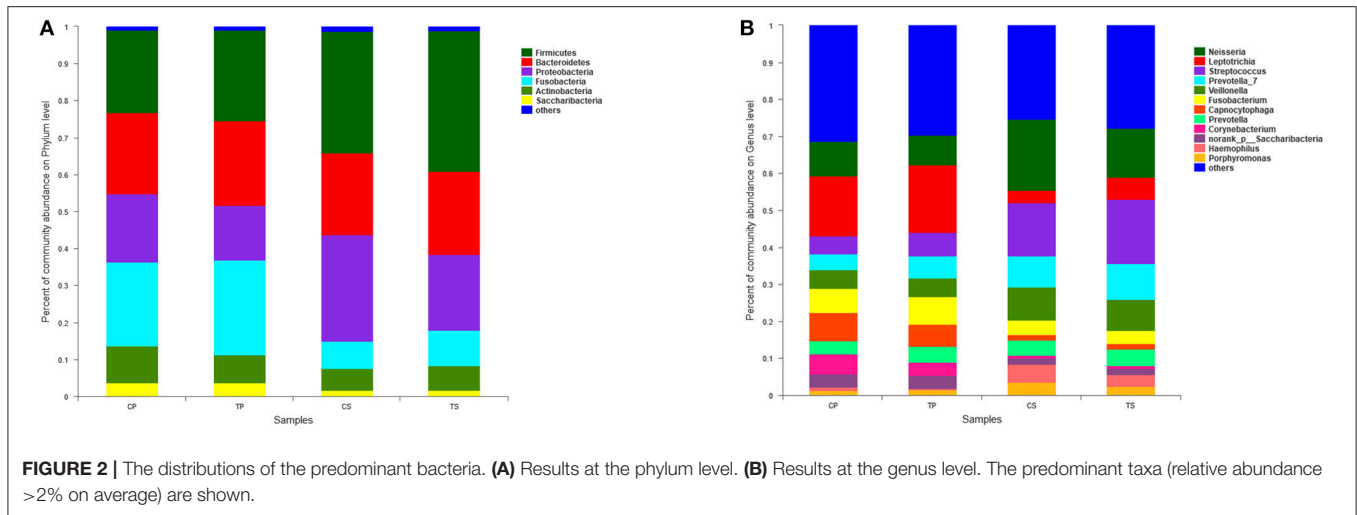 A
Percent of community abundance on Phylum level
1
0.9
0.8
0.7
0.6
0.5
0.4
0.3
0.2
0.1
0
CP TP CS TS
Samples
Firmicutes
Bacteroidetes
Proteobacteria
Fusobacteria
Actinobacteria
Saccharibacteria
others
B
Percent of community abundance on Genus level
1
0.9
0.8
0.7
0.6
0.5
0.4
0.3
0.2
0.1
0
CP TP CS TS
Samples
Neisseria
Leptotrichia
Streptococcus
Prevotella_7
Veillonella
Fusobacterium
Capnocytophaga
Prevotella
Corynebacterium
norank_p__Saccharibacteria
Haemophilus
Porphyromonas
others
FIGURE 2 | The distributions of the predominant bacteria. (A) Results at the phylum level. (B) Results at the genus level. The predominant taxa (relative abundance
>2% on average) are shown.